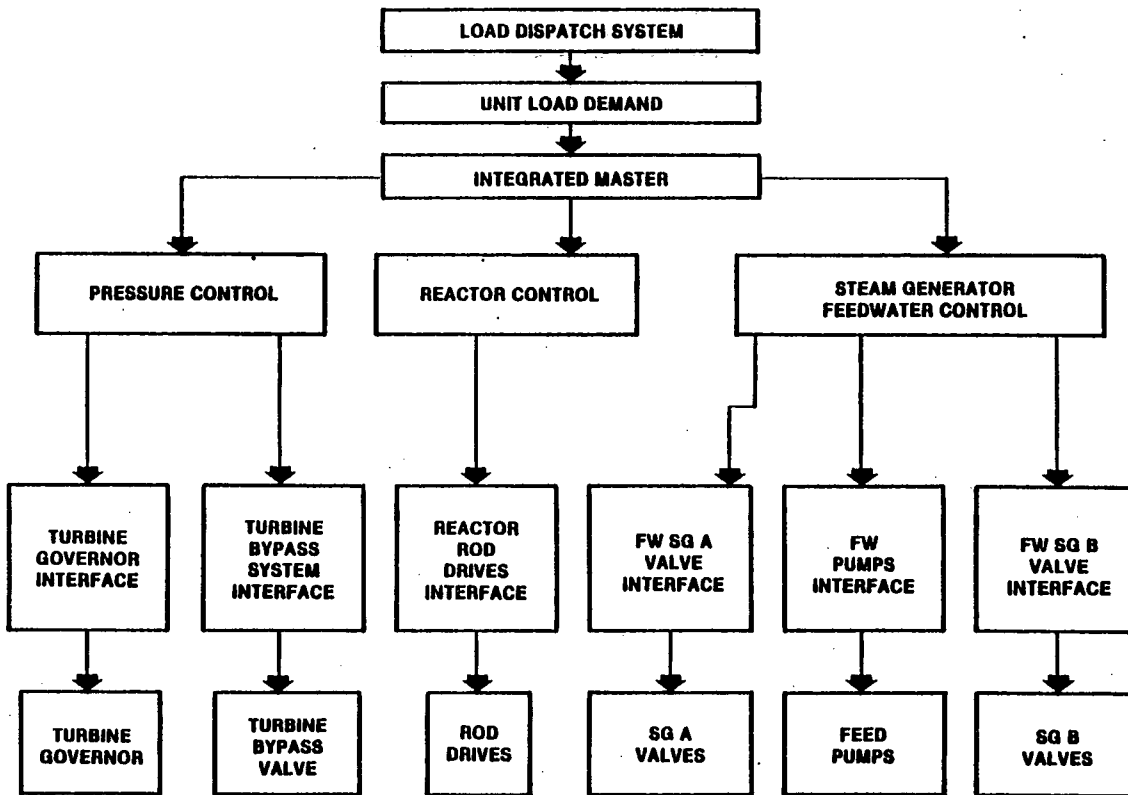 LOAD DISPATCH SYSTEM
UNIT LOAD DEMAND
INTEGRATED MASTER
PRESSURE CONTROL
REACTOR CONTROL
STEAM GENERATOR
FEEDWATER CONTROL
TURBINE
GOVERNOR
INTERFACE
TURBINE
BYPASS
SYSTEM
INTERFACE
REACTOR
ROD
DRIVES
INTERFACE
FW SG A
VALVE
INTERFACE
FW
PUMPS
INTERFACE
FW SG B
VALVE
INTERFACE
TURBINE
GOVERNOR
TURBINE
BYPASS
VALVE
ROD
DRIVES
SG A
VALVES
FEED
PUMPS
SG B
VALVES